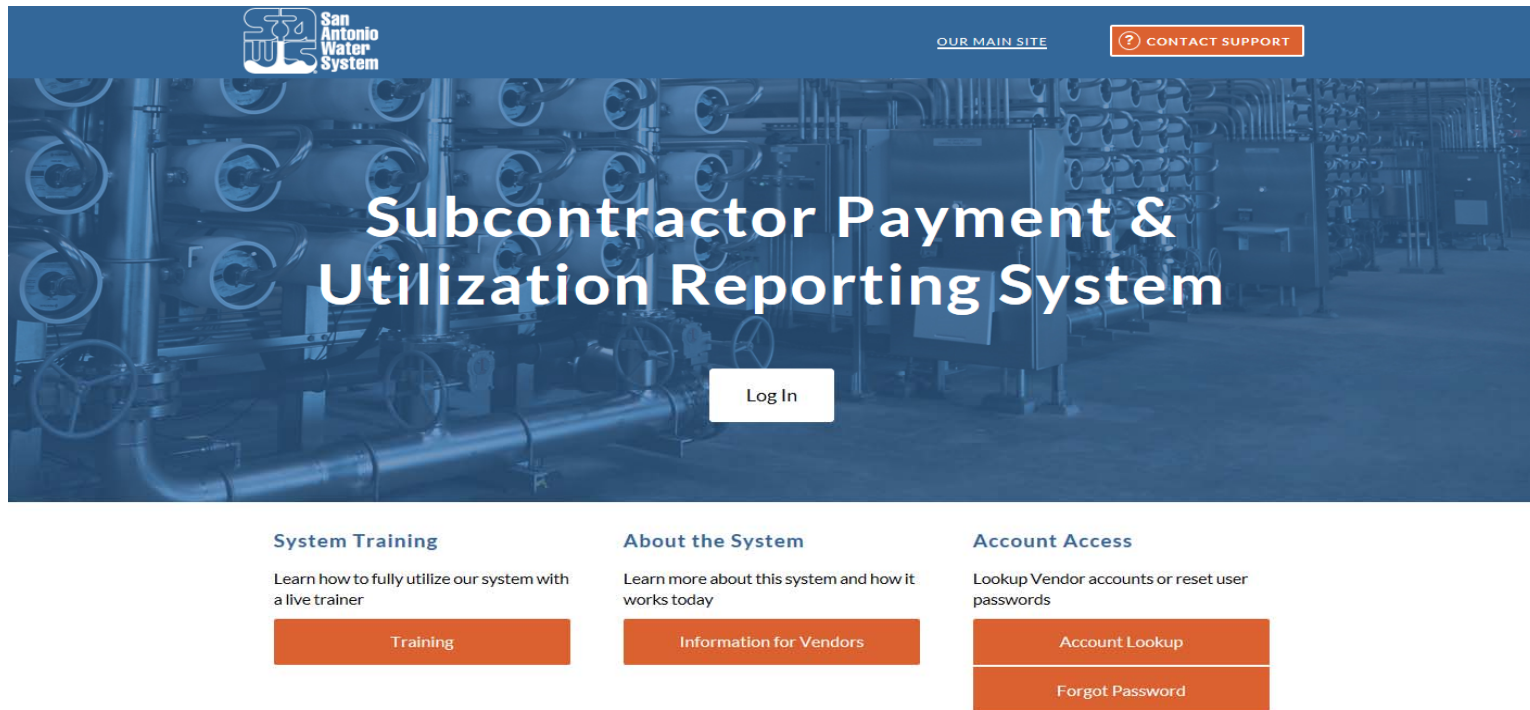 San
Antonio
Water
System
OUR MAIN SITE
? CONTACT SUPPORT
Subcontractor Payment &
Utilization Reporting System
Log In
System Training
Learn how to fully utilize our system with
a live trainer
Training
About the System
Learn more about this system and how it
works today
Information for Vendors
Account Access
Lookup Vendor accounts or reset user
passwords
Account Lookup
Forgot Password